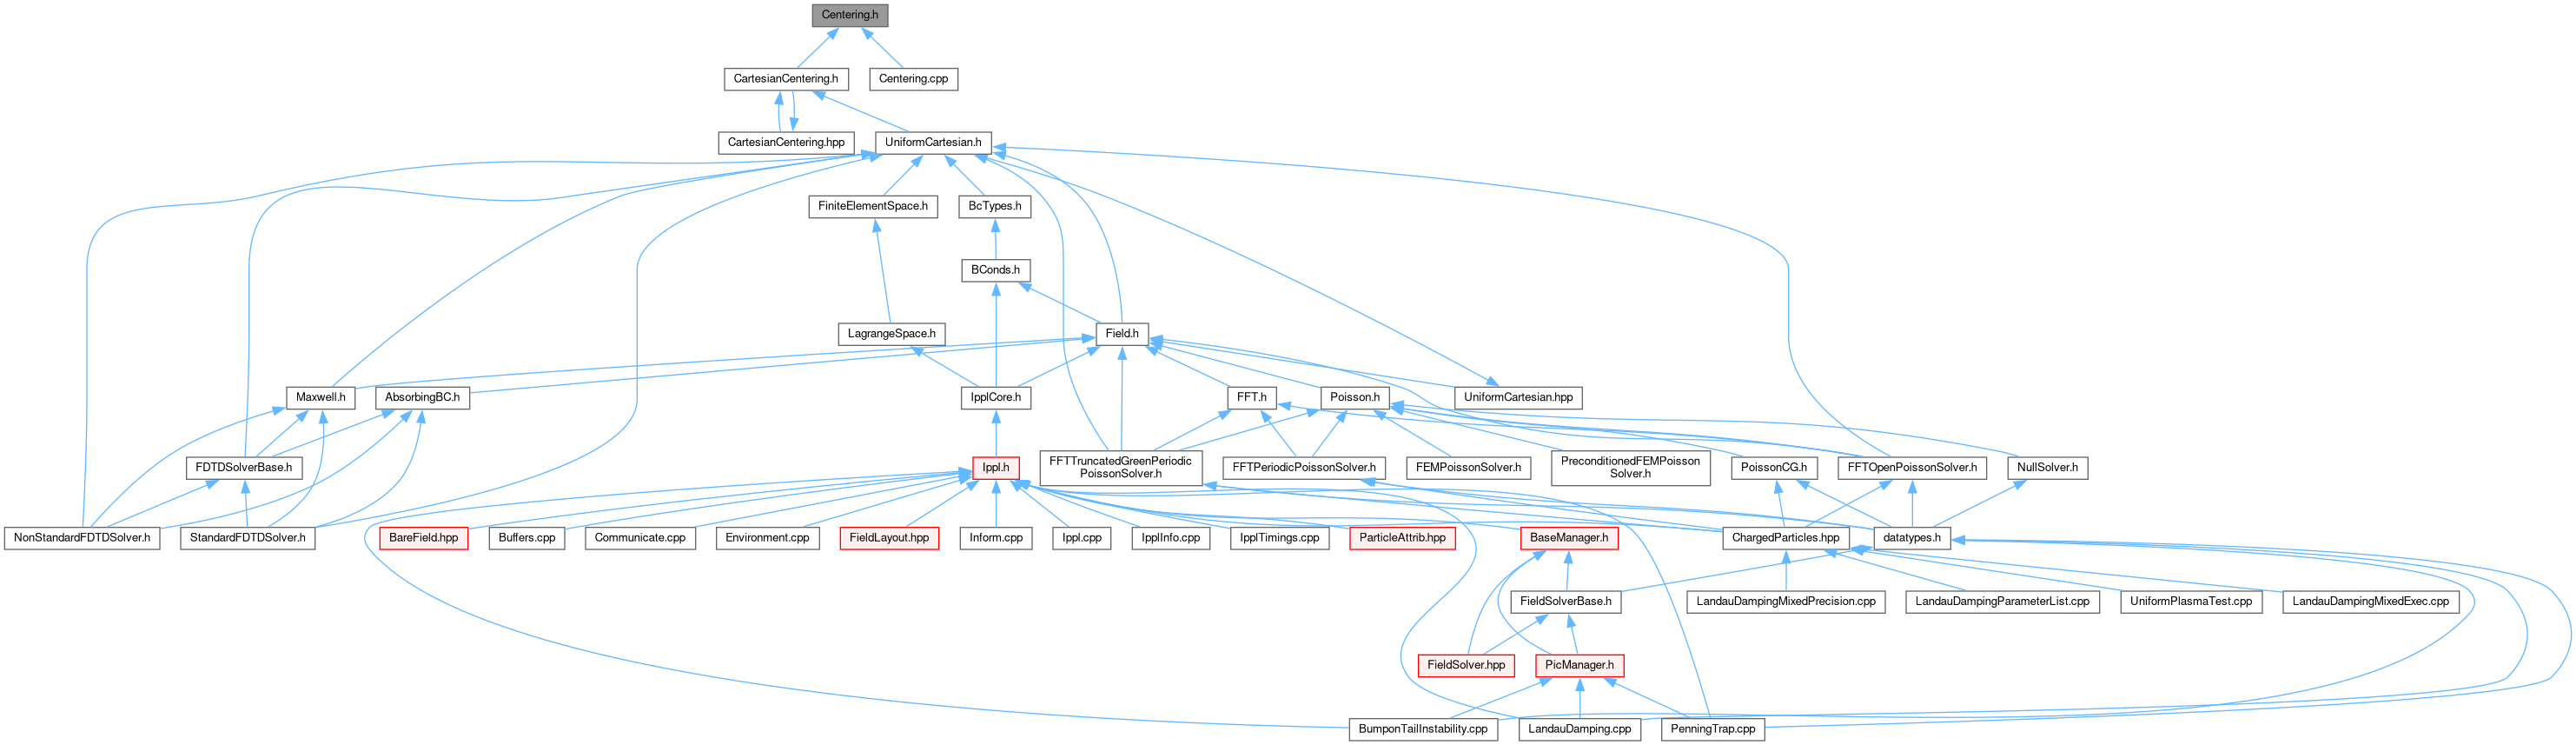 Centering.h
CartesianCentering.h
Centering.cpp
CartesianCentering.hpp
UniformCartesian.h
FiniteElementSpace.h
BcTypes.h
BConds.h
LagrangeSpace.h
Field.h
Maxwell.h
AbsorbingBC.h
IpplCore.h
FFT.h
Poisson.h
UniformCartesian.hpp
FDTDSolverBase.h
Ippl.h
FFTTruncatedGreenPeriodic
PoissonSolver.h
FFTPeriodicPoissonSolver.h
FEMPoissonSolver.h
PreconditionedFEMPoisson
Solver.h
PoissonCG.h
FFTOpenPoissonSolver.h
NullSolver.h
NonStandardFDTDSolver.h
StandardFDTDSolver.h
BareField.hpp
Buffers.cpp
Communicate.cpp
Environment.cpp
FieldLayout.hpp
Inform.cpp
Ippl.cpp
IpplInfo.cpp
IpplTimings.cpp
ParticleAttrib.hpp
BaseManager.h
ChargedParticles.hpp
datatypes.h
FieldSolverBase.h
LandauDampingMixedPrecision.cpp
LandauDampingParameterList.cpp
UniformPlasmaTest.cpp
LandauDampingMixedExec.cpp
FieldSolver.hpp
PicManager.h
BumponTailInstability.cpp
LandauDamping.cpp
PenningTrap.cpp